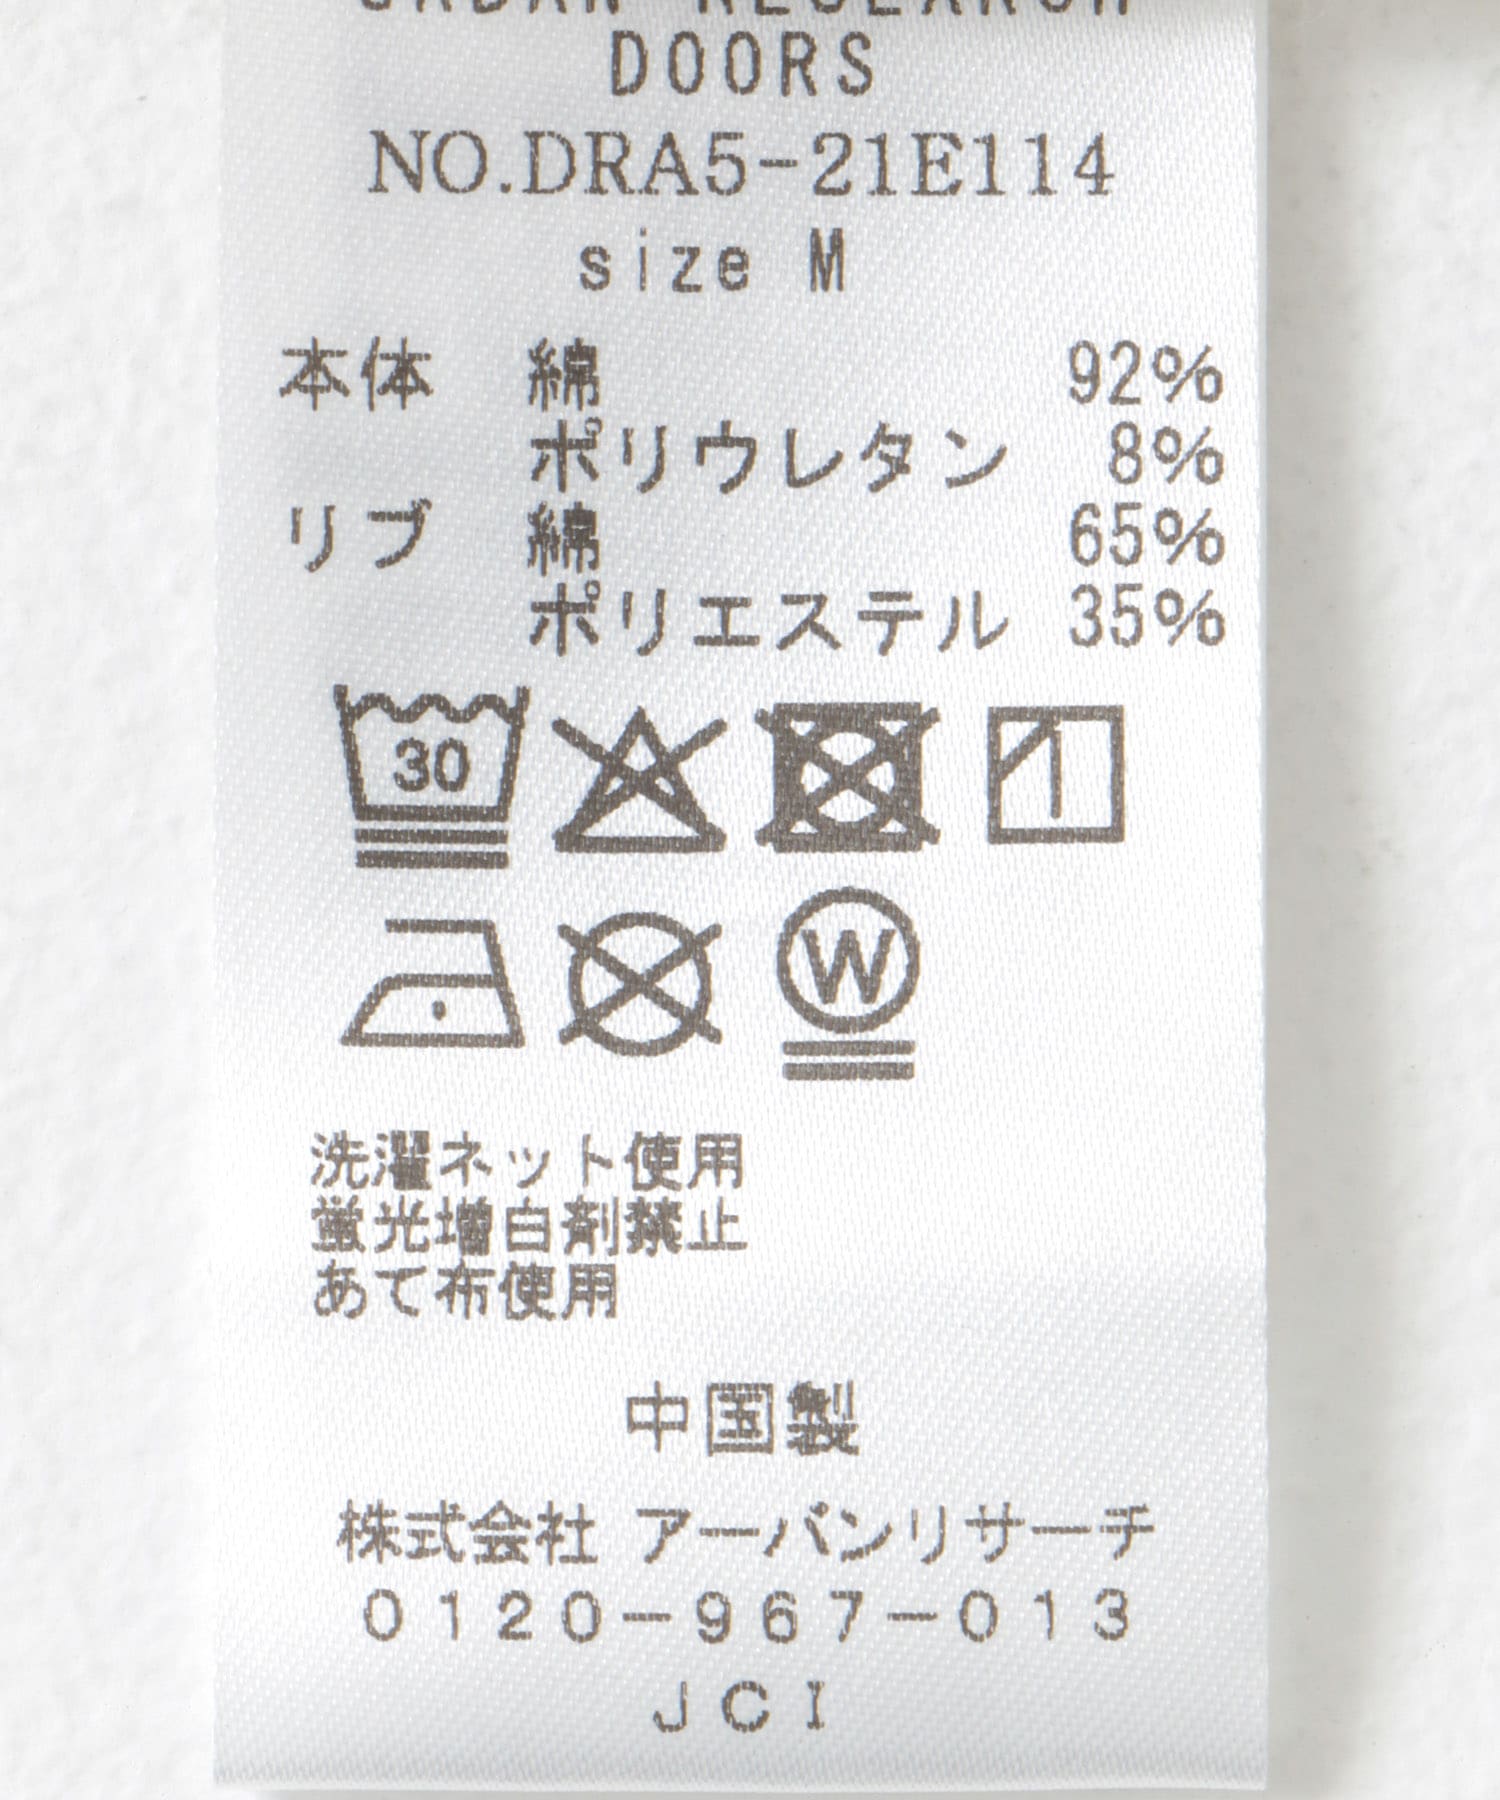 URBAN RESEARCH
DOORS
NO.DRA5-21E114
size M
本体 綿 92%
ポリウレタン 8%
リブ 綿 65%
ポリエステル 35%
30
W
洗濯ネット使用
蛍光増白剤禁止
あて布使用
中国製
株式会社 アーバンリサーチ
0120-967-013
JCI